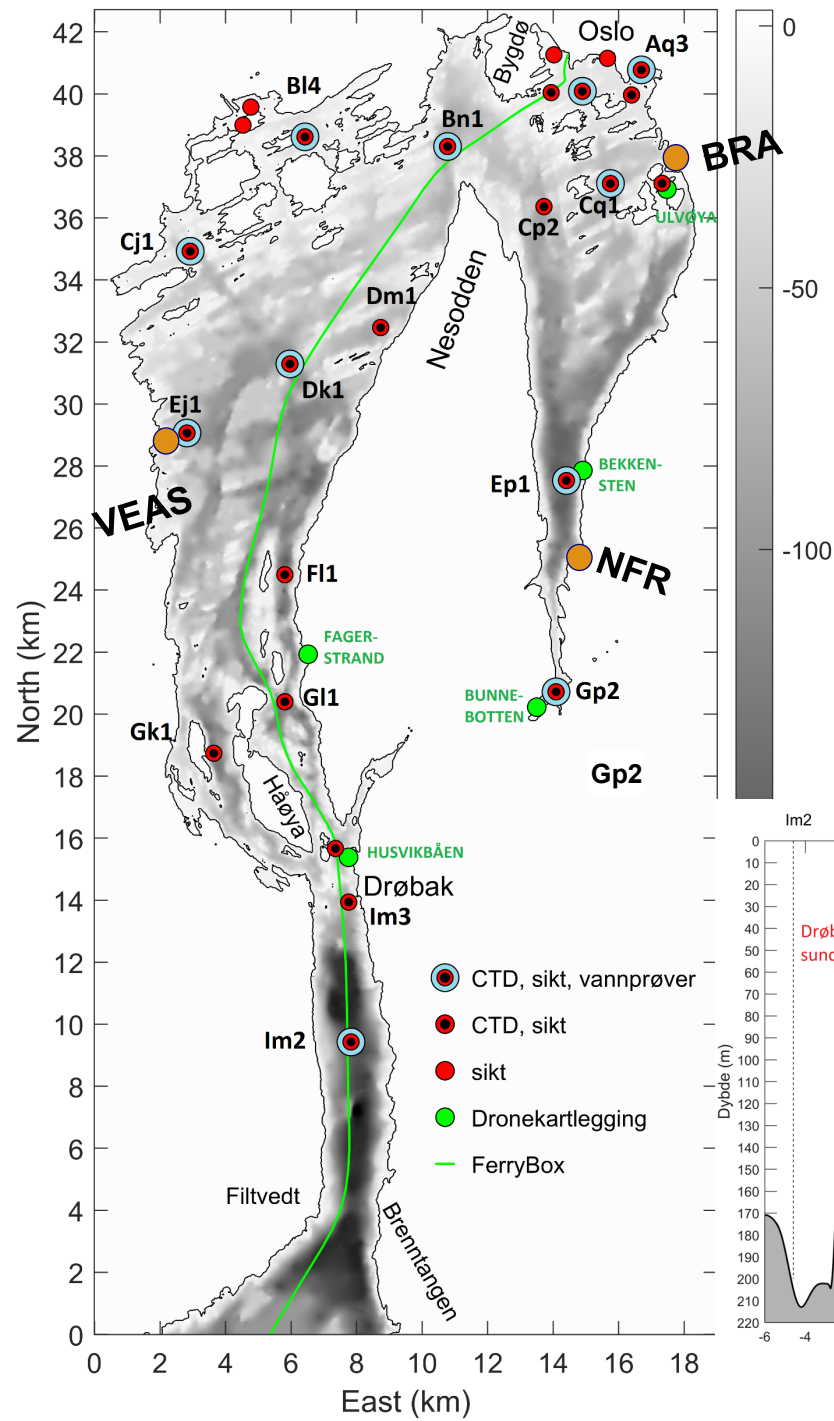 42
40
38
36
34
32
30
28
26
24
22
20
18
16
14
12
10
8
6
4
2
0
North (km)
0
2
4
6
8
10
12
14
16
18
East (km)
Bygdø
Oslo
Aq3
Bl4
Bn1
BRA
Cq1
Cp2
ULVØYA
Cj1
Dm1
Nesodden
Dk1
Ej1
VEAS
BEKKEN-
STEN
Ep1
NFR
Fl1
FAGER-
STRAND
Gl1
Gk1
Gp2
BUNNE-
BOTTEN
Gp2
Håøya
HUSVIKBÅEN
Drøbak
Im3
Im2
CTD, sikt, vannprøver
CTD, sikt
sikt
Dronekartlegging
FerryBox
Filtvedt
Brenntangen
0
-50
-100
Im2
0
10
20
30
40
50
60
70
80
90
100
110
120
130
140
150
160
170
180
190
200
210
220
Dybde (m)
Drøb
sund
-6
-4